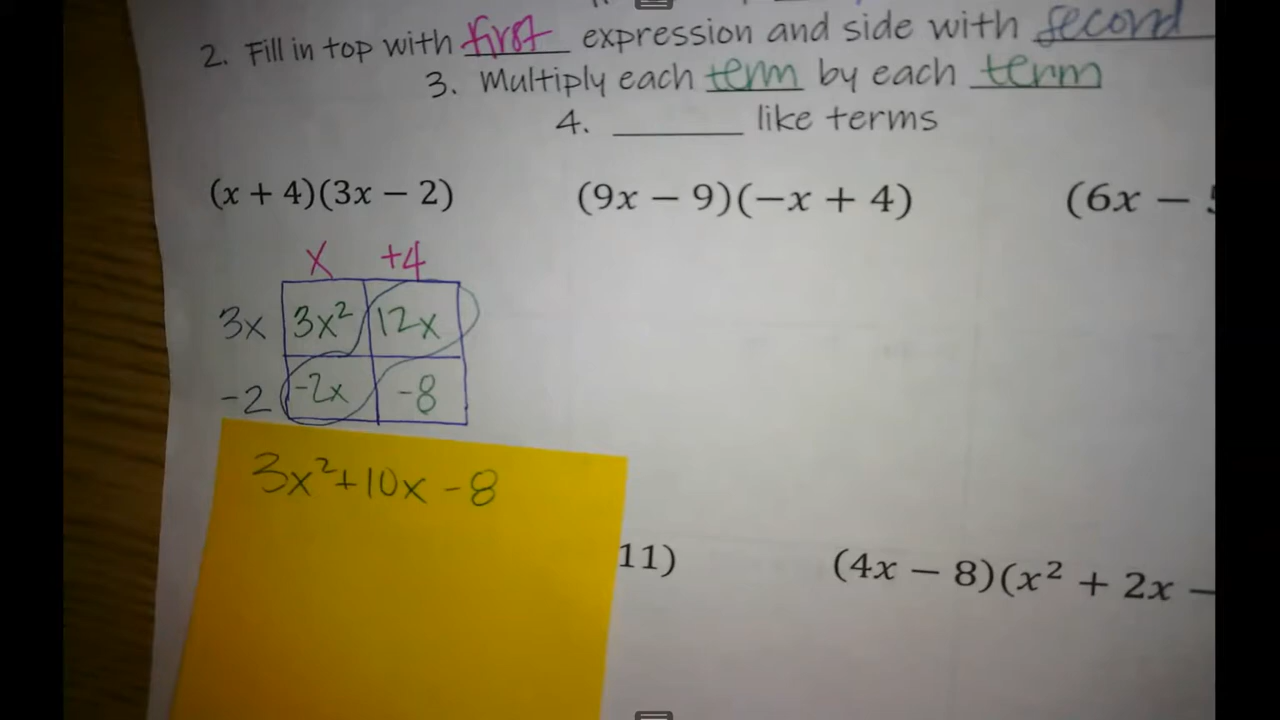 2. Fill in top with first expression and side with second
3. Multiply each term by each term
4. ______ like terms
(x + 4)(3x − 2) (9x − 9)(−x + 4) (6x −
x +4
3x 3x² 12x
-2 -2x -8
3x²+10x-8
11) (4x − 8)(x² + 2x −